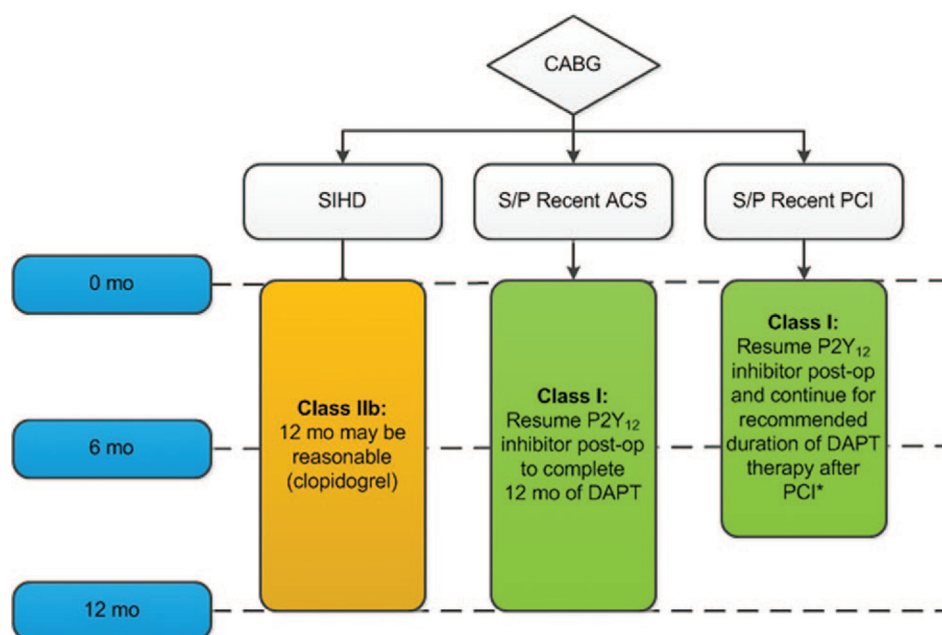 CABG
SIHD
S/P Recent ACS
S/P Recent PCI
0 mo
6 mo
12 mo
Class IIb:
12 mo may be
reasonable
(clopidogrel)
Class I:
Resume P2Y₁₂
inhibitor post-op
to complete
12 mo of DAPT
Class I:
Resume P2Y₁₂
inhibitor post-op
and continue for
recommended
duration of DAPT
therapy after
PCI*